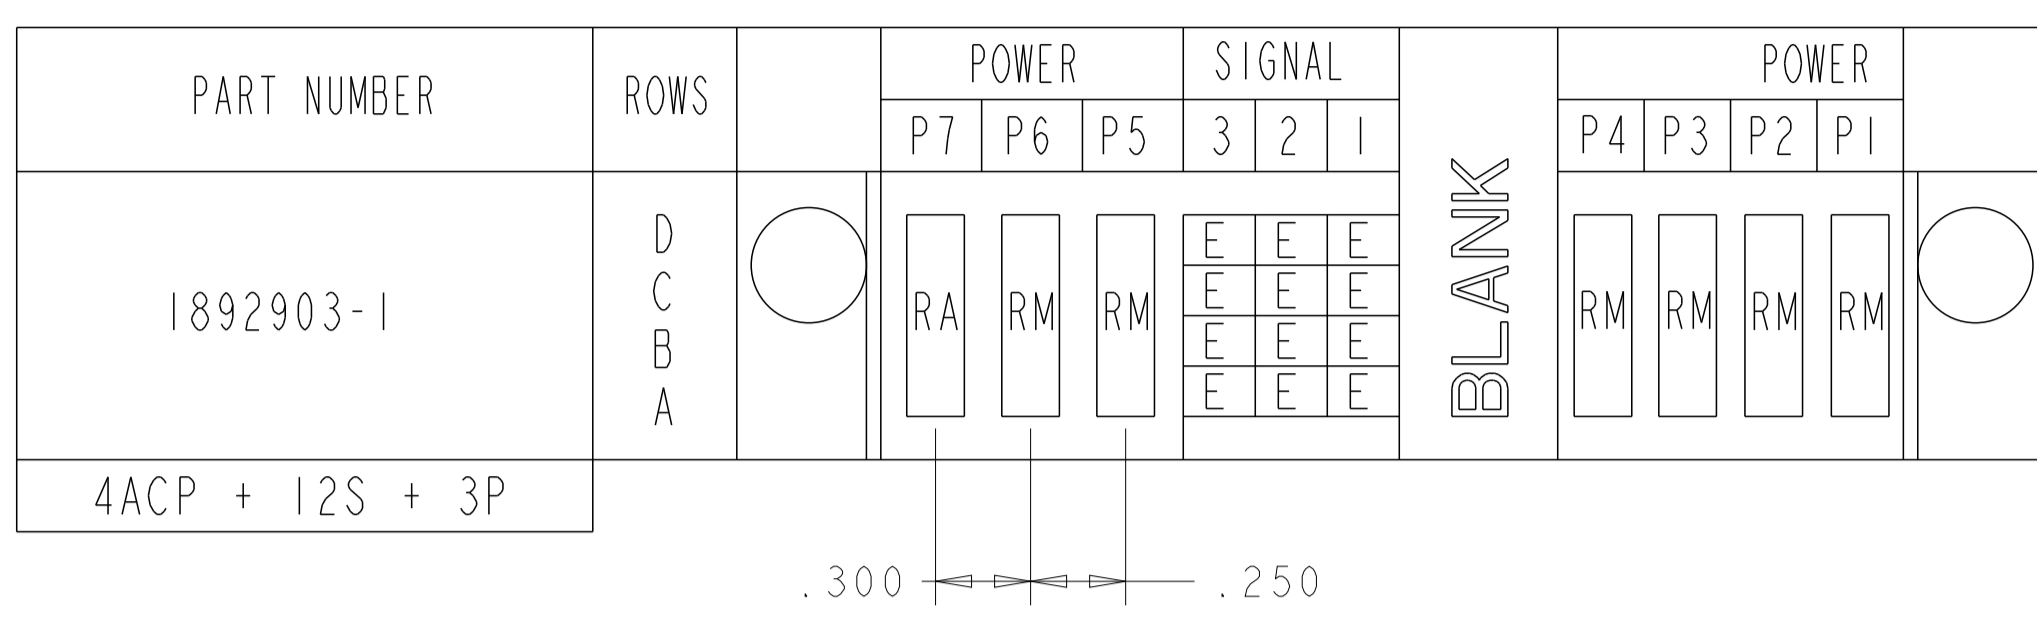 PART NUMBER ROWS POWER SIGNAL BLANK POWER
P7 P6 P5 3 2 1 P4 P3 P2 P1
1892903-1 D C B A
RA RM RM
E E E
E E E
E E E
E E E
RM RM RM RM
4ACP + 12S + 3P
.300 .250